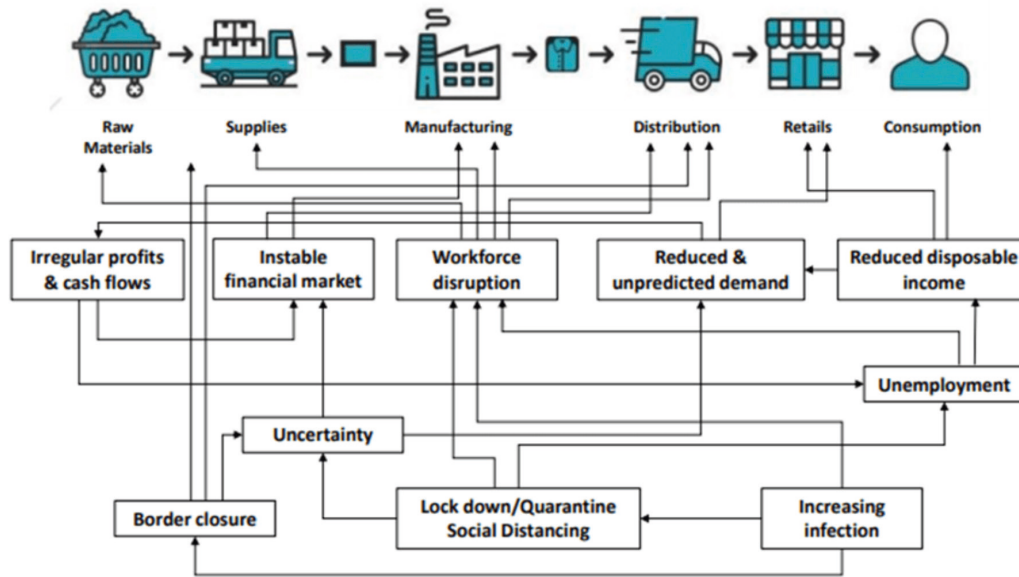 Raw
Materials
Supplies
Manufacturing
Distribution
Retails
Consumption
Irregular profits
& cash flows
Instable
financial market
Workforce
disruption
Reduced &
unpredicted demand
Reduced disposable
income
Unemployment
Uncertainty
Border closure
Lock down/Quarantine
Social Distancing
Increasing
infection